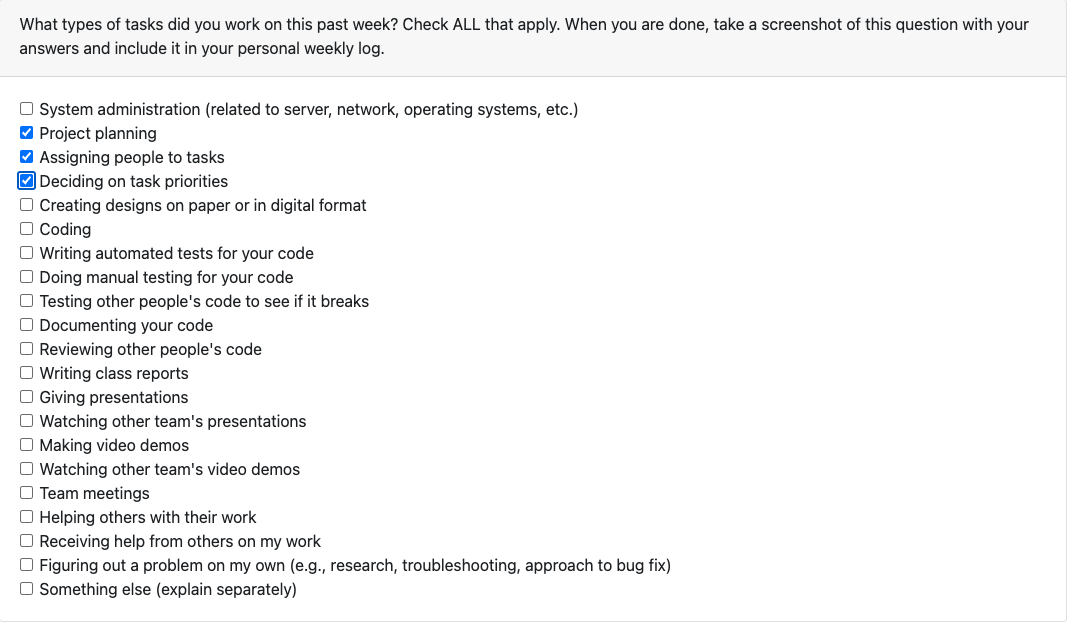 What types of tasks did you work on this past week? Check ALL that apply. When you are done, take a screenshot of this question with your
answers and include it in your personal weekly log.
System administration (related to server, network, operating systems, etc.)
Project planning
Assigning people to tasks
Deciding on task priorities
Creating designs on paper or in digital format
Coding
Writing automated tests for your code
Doing manual testing for your code
Testing other people's code to see if it breaks
Documenting your code
Reviewing other people's code
Writing class reports
Giving presentations
Watching other team's presentations
Making video demos
Watching other team's video demos
Team meetings
Helping others with their work
Receiving help from others on my work
Figuring out a problem on my own (e.g., research, troubleshooting, approach to bug fix)
Something else (explain separately)